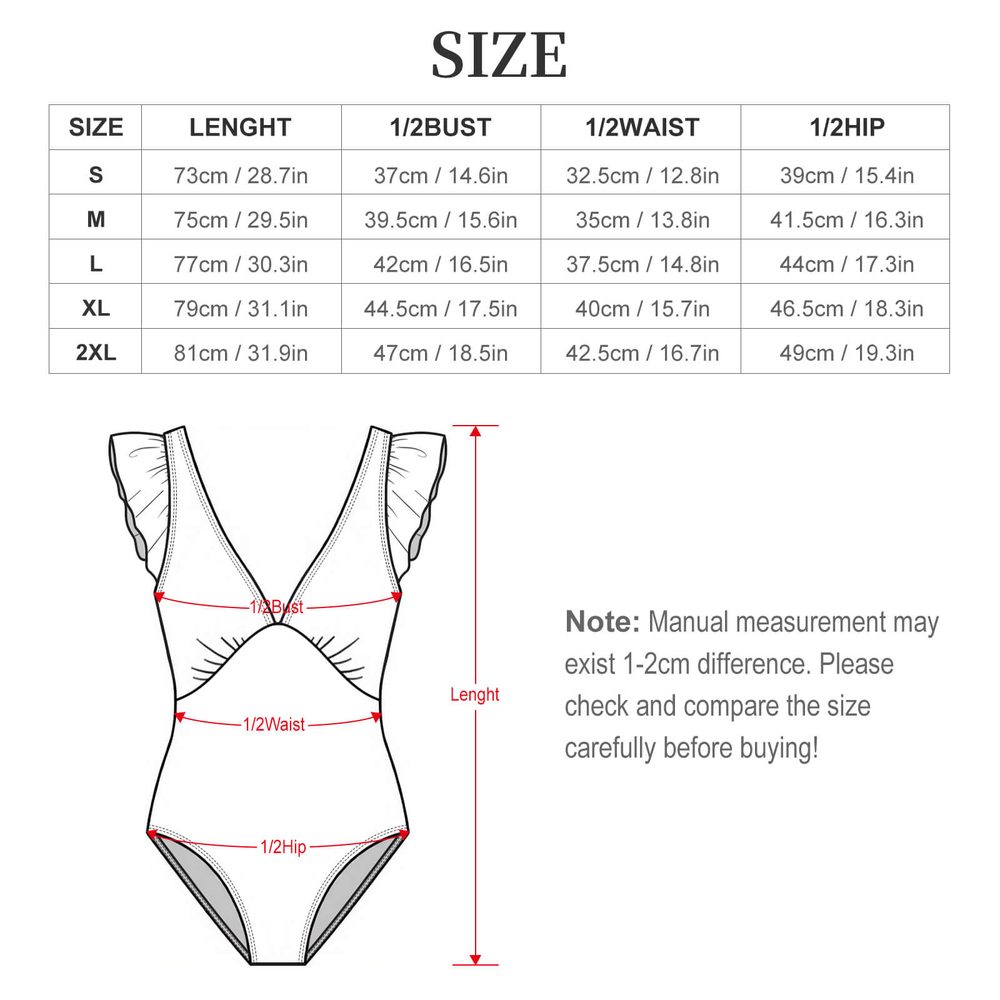 SIZE
SIZE LENGHT 1/2BUST 1/2WAIST 1/2HIP
S 73cm / 28.7in 37cm / 14.6in 32.5cm / 12.8in 39cm / 15.4in
M 75cm / 29.5in 39.5cm / 15.6in 35cm / 13.8in 41.5cm / 16.3in
L 77cm / 30.3in 42cm / 16.5in 37.5cm / 14.8in 44cm / 17.3in
XL 79cm / 31.1in 44.5cm / 17.5in 40cm / 15.7in 46.5cm / 18.3in
2XL 81cm / 31.9in 47cm / 18.5in 42.5cm / 16.7in 49cm / 19.3in
1/2Bust
Lenght
1/2Waist
1/2Hip
Note: Manual measurement may
exist 1-2cm difference. Please
check and compare the size
carefully before buying!